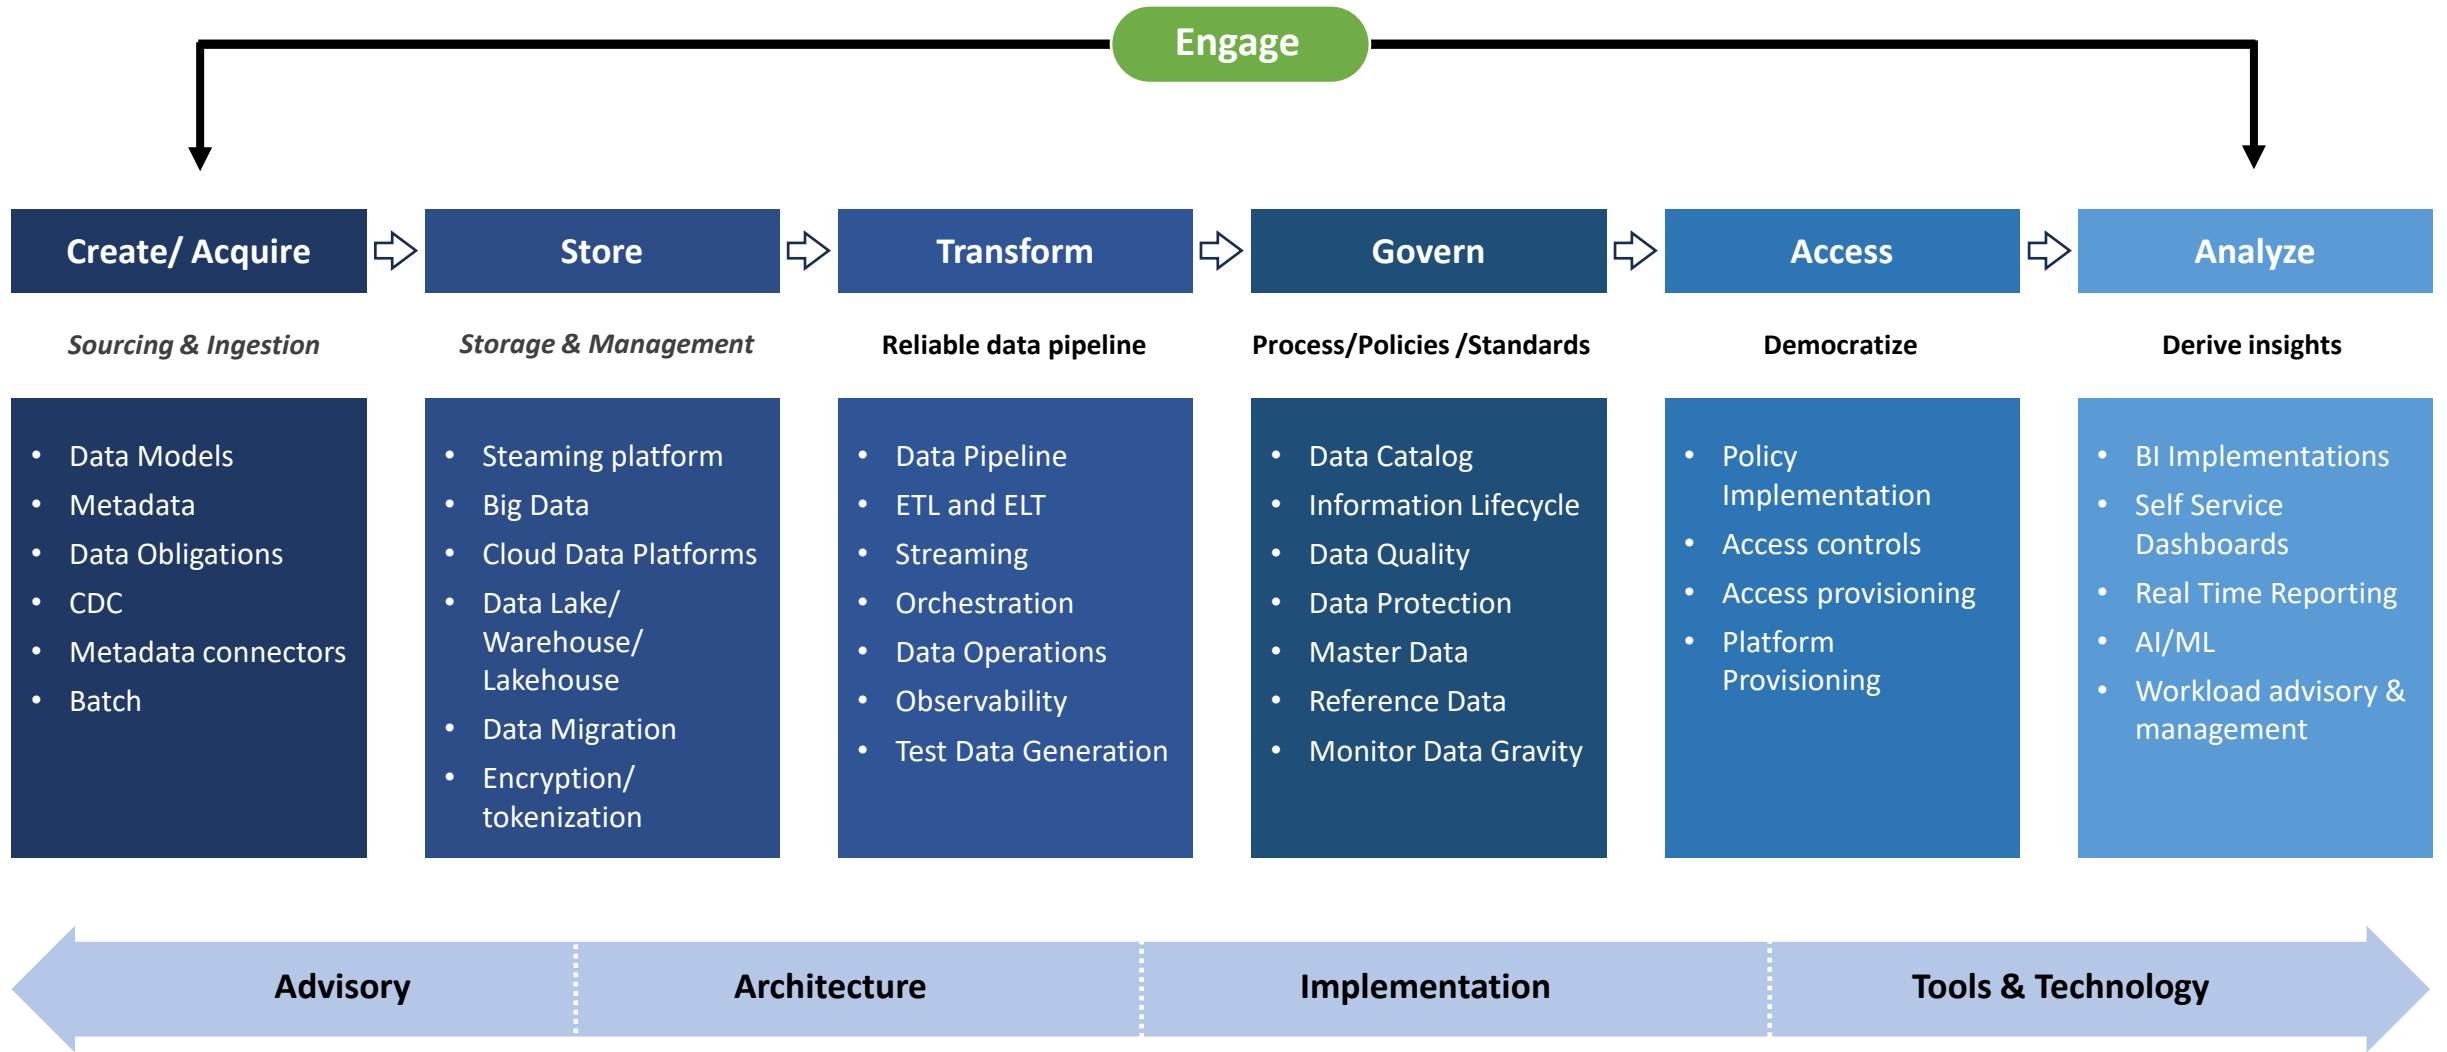 Engage
Create/ Acquire
Store
Transform
Govern
Access
Analyze
Sourcing & Ingestion
Storage & Management
Reliable data pipeline
Process/Policies /Standards
Democratize
Derive insights
• Data Models
• Metadata
• Data Obligations
• CDC
• Metadata connectors
• Batch
• Steaming platform
• Big Data
• Cloud Data Platforms
• Data Lake/
Warehouse/
Lakehouse
• Data Migration
• Encryption/
tokenization
• Data Pipeline
• ETL and ELT
• Streaming
• Orchestration
• Data Operations
• Observability
• Test Data Generation
• Data Catalog
• Information Lifecycle
• Data Quality
• Data Protection
• Master Data
• Reference Data
• Monitor Data Gravity
• Policy
Implementation
• Access controls
• Access provisioning
• Platform
Provisioning
• BI Implementations
• Self Service
Dashboards
• Real Time Reporting
• AI/ML
• Workload advisory &
management
Advisory
Architecture
Implementation
Tools & Technology